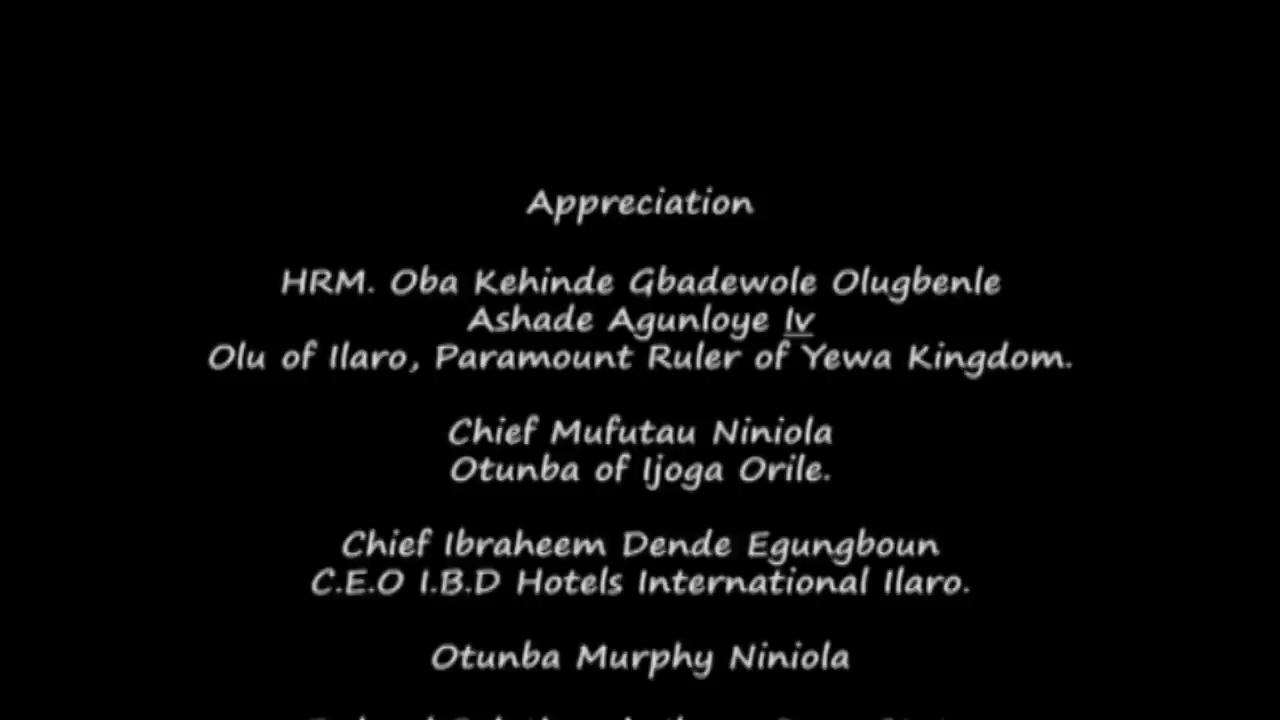 Appreciation
HRM. Oba Kehinde Gbadewole Olugbenle
Ashade Agunloye Iv
Olu of Ilaro, Paramount Ruler of Yewa Kingdom.
Chief Mufutau Niniola
Otunba of Ijoga Orile.
Chief Ibraheem Dende Egungboun
C.E.O I.B.D Hotels International Ilaro.
Otunba Murphy Niniola